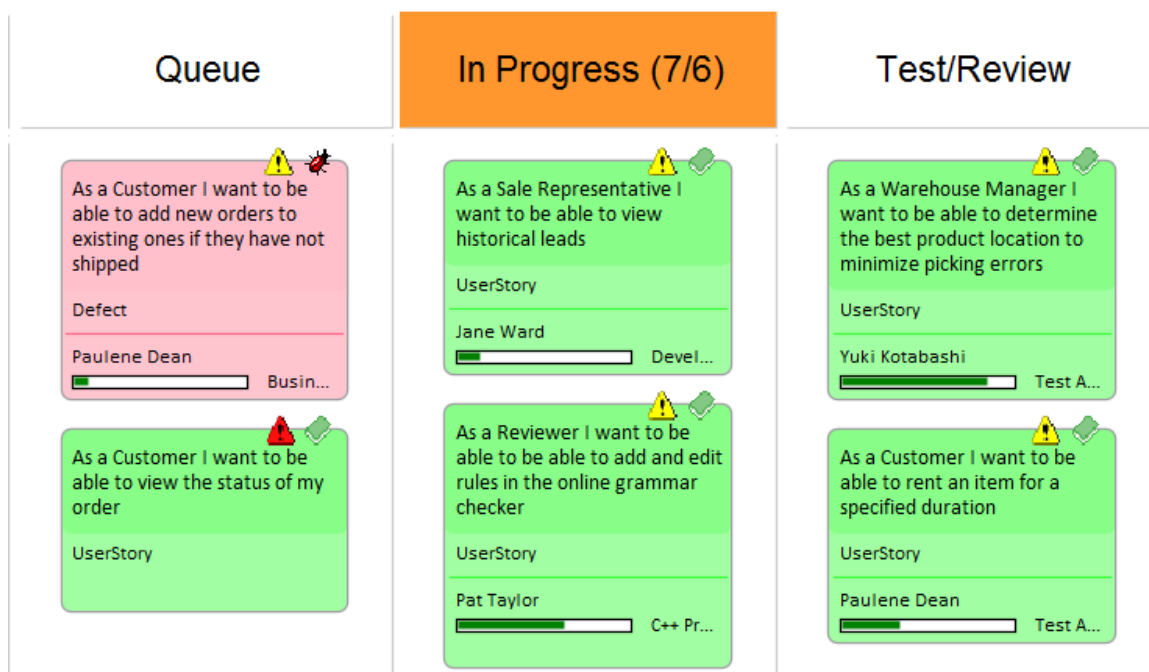 Queue
In Progress (7/6)
Test/Review
As a Customer I want to be
able to add new orders to
existing ones if they have not
shipped
Defect
Paulene Dean
Busin...
As a Customer I want to be
able to view the status of my
order
UserStory
As a Sale Representative I
want to be able to view
historical leads
UserStory
Jane Ward
Devel...
As a Reviewer I want to be
able to be able to add and edit
rules in the online grammar
checker
UserStory
Pat Taylor
C++ Pr...
As a Warehouse Manager I
want to be able to determine
the best product location to
minimize picking errors
UserStory
Yuki Kotabashi
Test A...
As a Customer I want to be
able to rent an item for a
specified duration
UserStory
Paulene Dean
Test A...